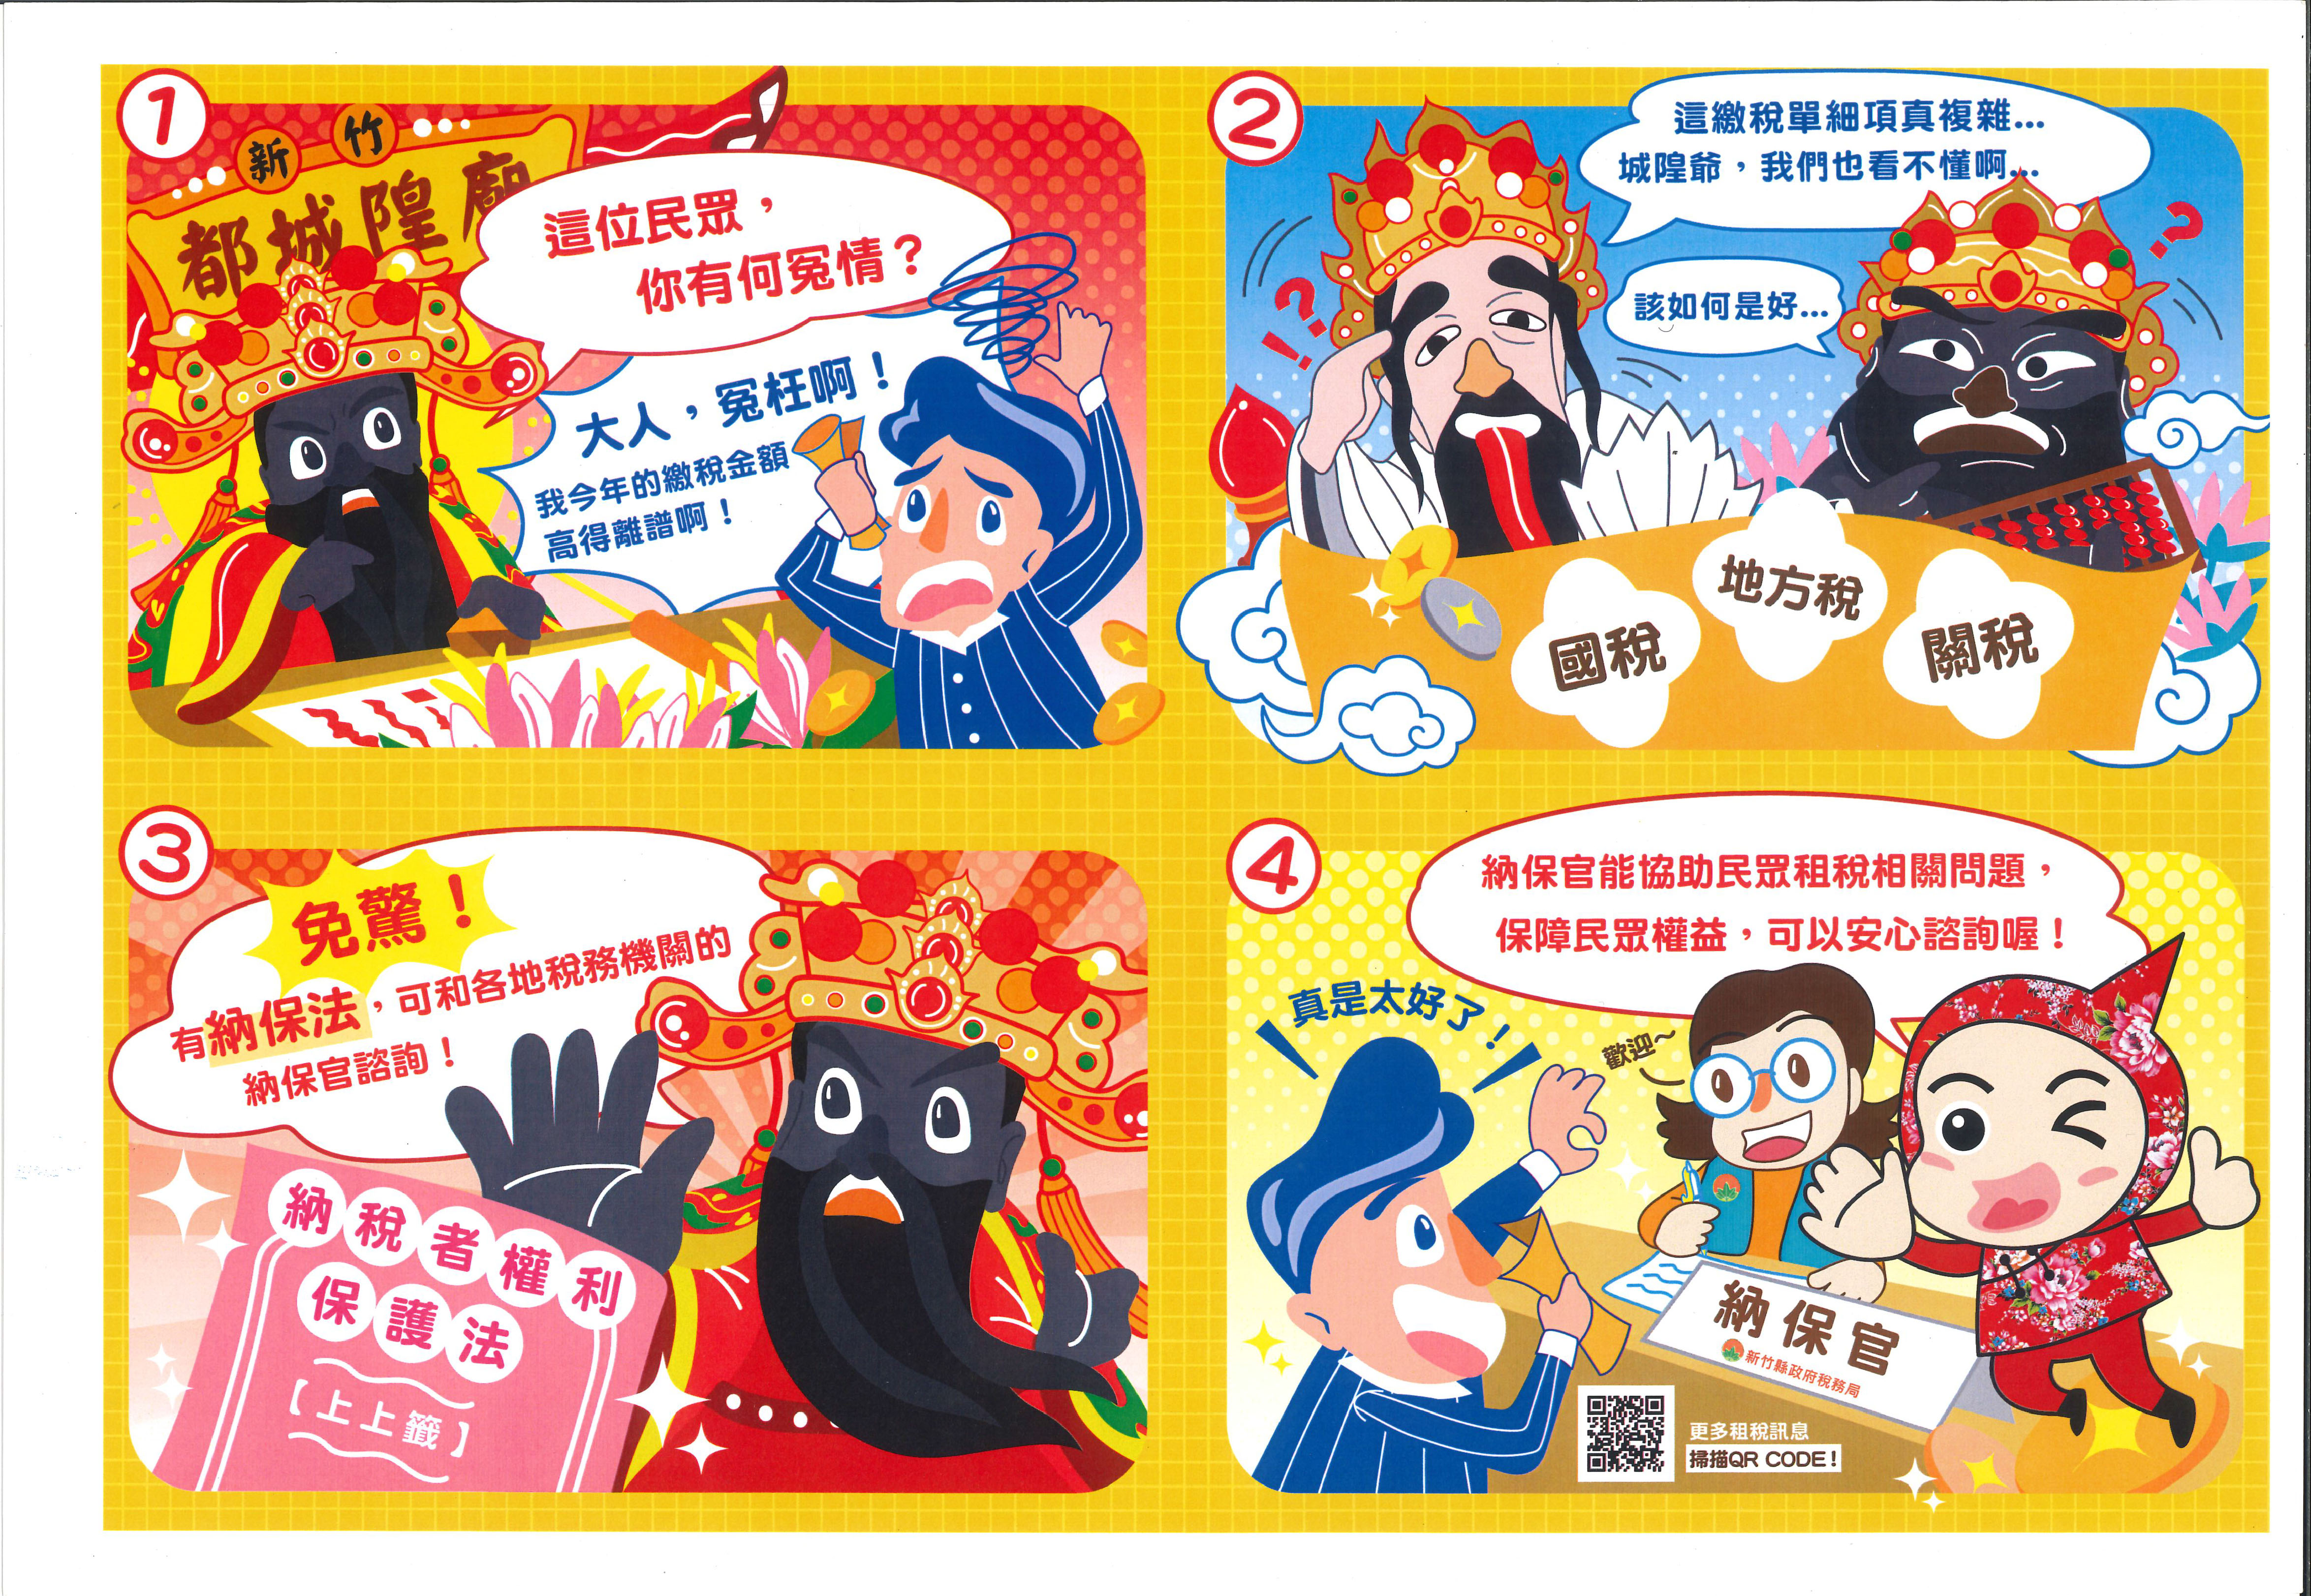 1
新竹
都城隍廟
這位民眾，
你有何冤情？
大人，冤枉啊！
我今年的繳稅金額
高得離譜啊！
2
這繳稅單細項真複雜...
城隍爺，我們也看不懂啊...
該如何是好...
!?
?
國稅
地方稅
關稅
3
免驚！
有納保法，可和各地稅務機關的
納保官諮詢！
納稅者權利
保護法
【上上籤】
4
納保官能協助民眾租稅相關問題，
保障民眾權益，可以安心諮詢喔！
真是太好了！
歡迎~
納保官
新竹縣政府稅務局
更多租稅訊息
掃描QR CODE！